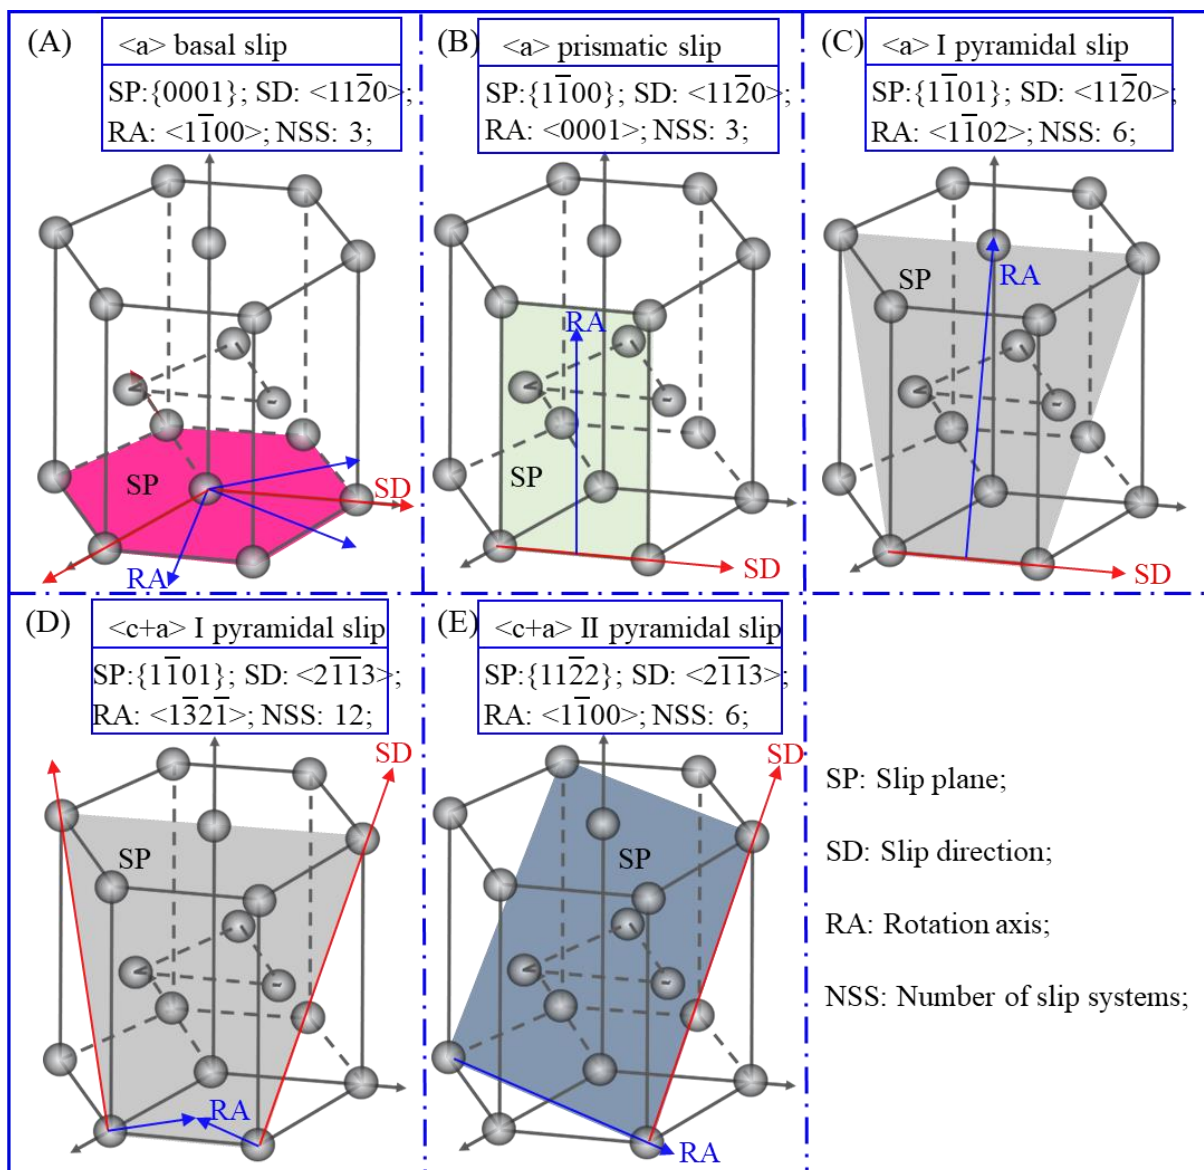 (A)
<a> basal slip
SP:{0001}; SD: <112̅0>;
RA: <11̅00>; NSS: 3;
SP
SD
RA
(B)
<a> prismatic slip
SP:{11̅00}; SD: <112̅0>;
RA: <0001>; NSS: 3;
RA
SP
SD
(C)
<a> I pyramidal slip
SP:{11̅01}; SD: <112̅0>;
RA: <11̅02>; NSS: 6;
SP
RA
SD
(D)
<c+a> I pyramidal slip
SP:{11̅01}; SD: <21̅1̅3>;
RA: <13̅21̅>; NSS: 12;
SD
SP
RA
(E)
<c+a> II pyramidal slip
SP:{112̅2}; SD: <21̅1̅3>;
RA: <11̅00>; NSS: 6;
SD
SP
RA
SP: Slip plane;
SD: Slip direction;
RA: Rotation axis;
NSS: Number of slip systems;